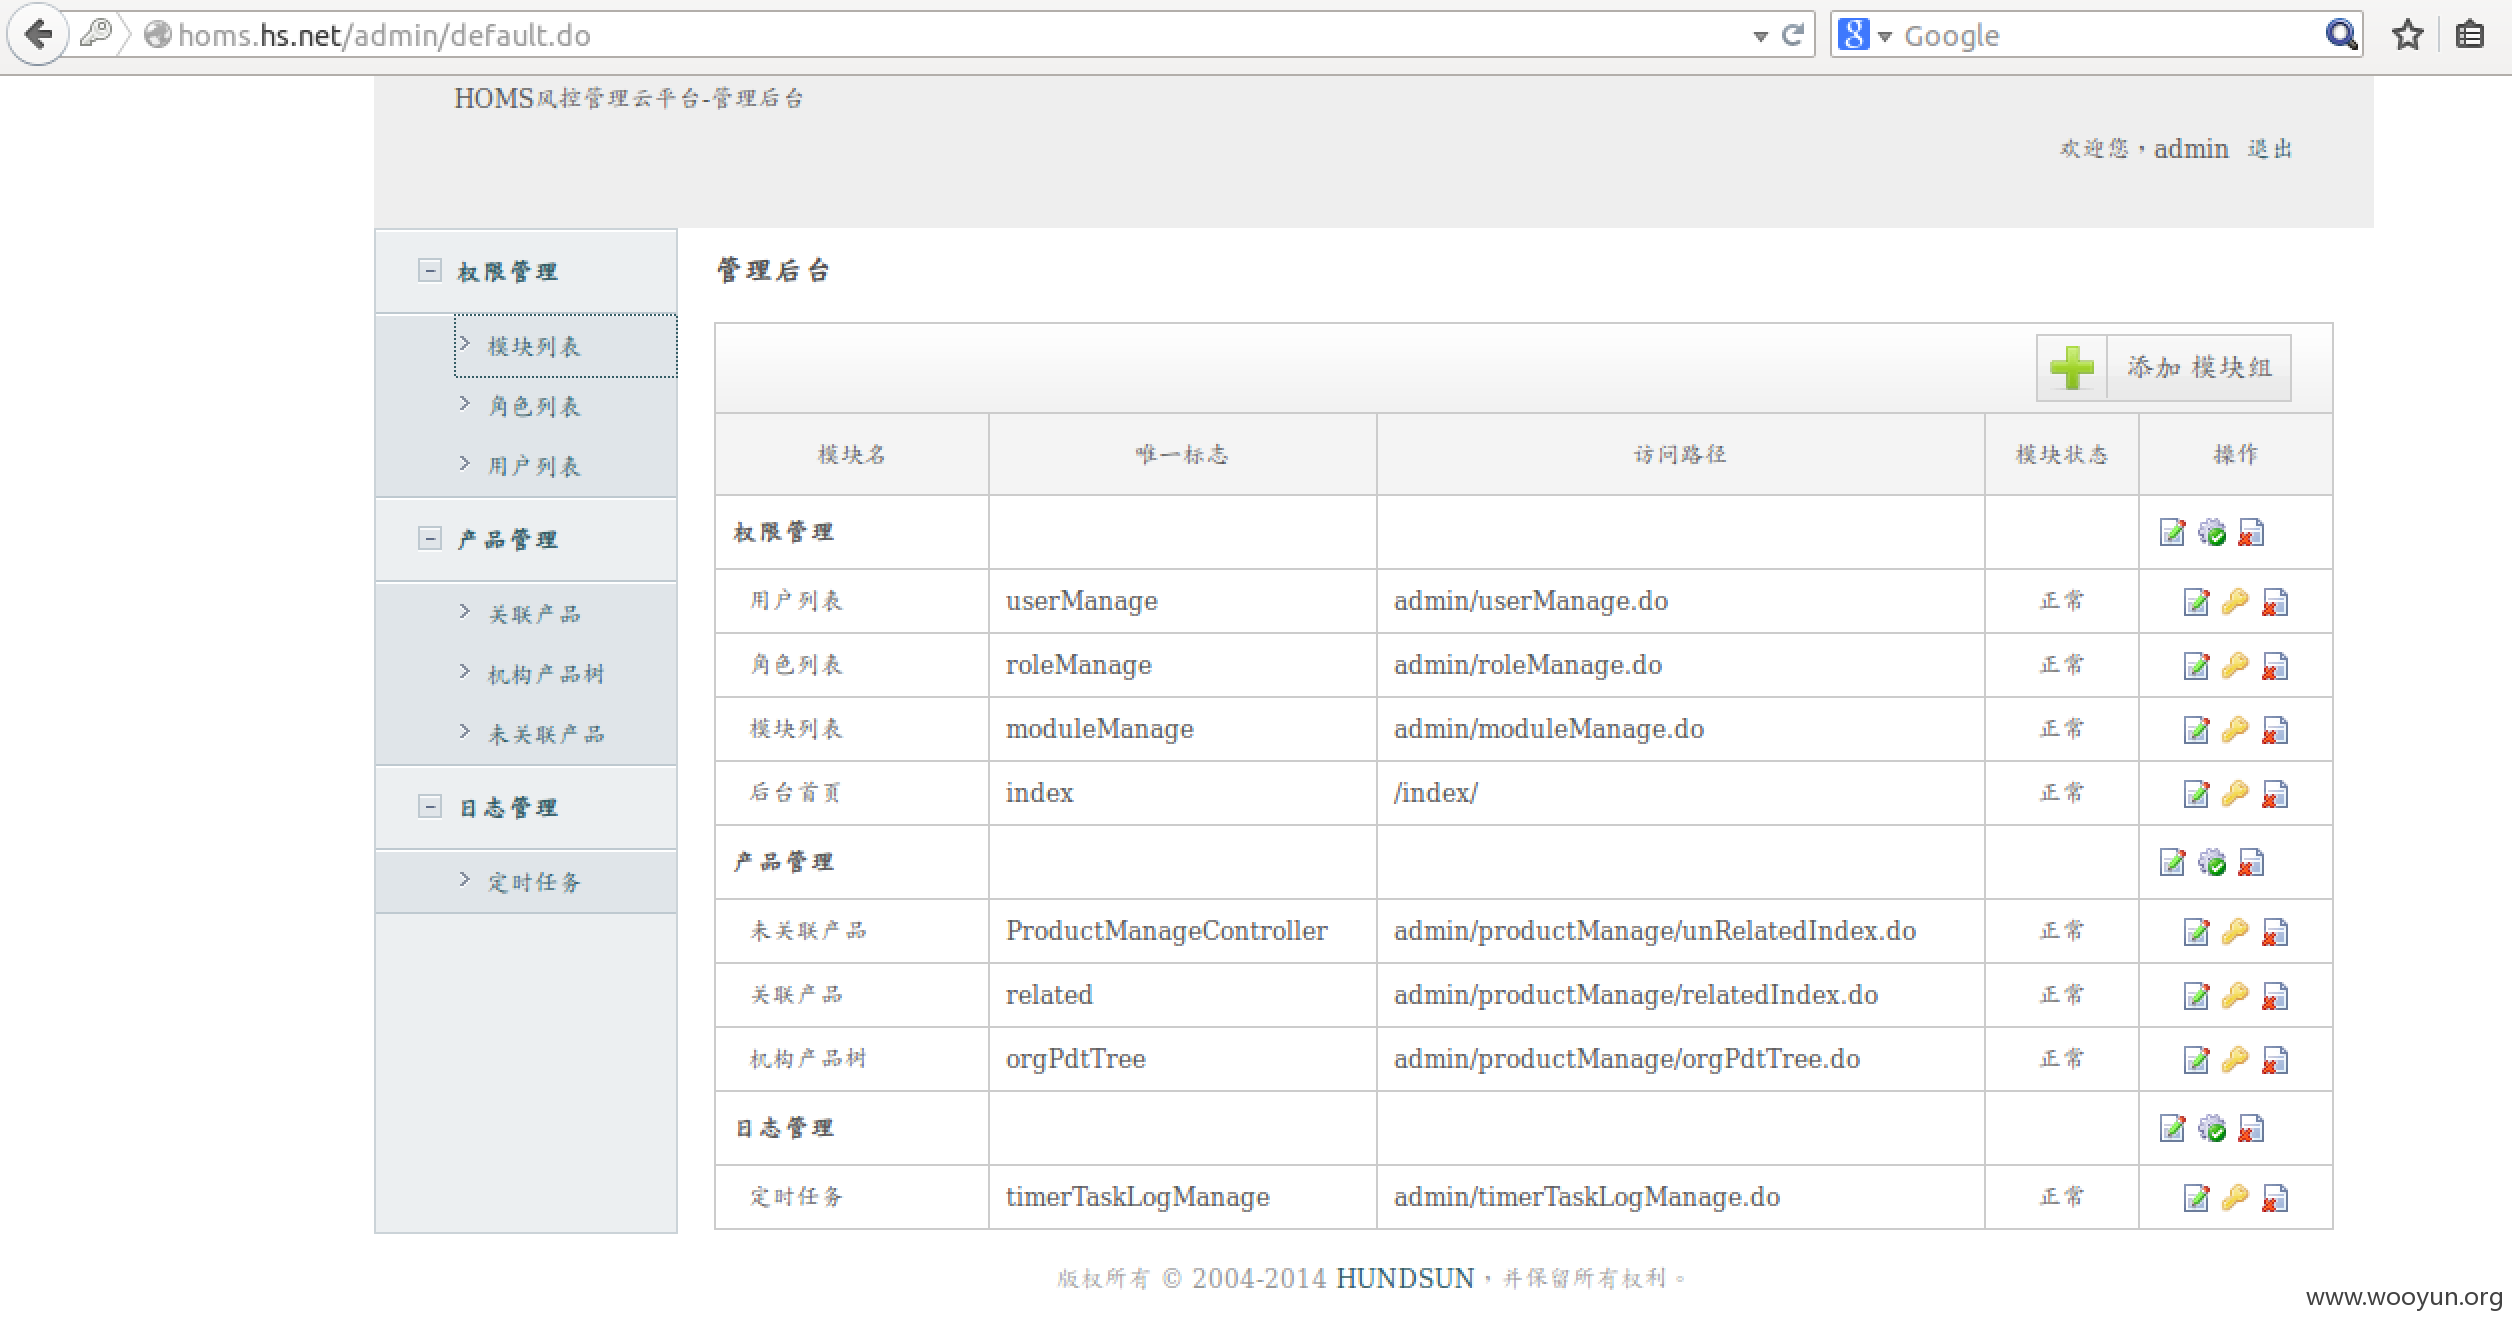 homs.hs.net/admin/default.do
Google
HOMS风控管理云平台-管理后台
欢迎您，admin 退出
权限管理
模块列表
角色列表
用户列表
产品管理
关联产品
机构产品树
未关联产品
日志管理
定时任务
管理后台
添加 模块组
模块名 唯一标志 访问路径 模块状态 操作
权限管理
用户列表 userManage admin/userManage.do 正常
角色列表 roleManage admin/roleManage.do 正常
模块列表 moduleManage admin/moduleManage.do 正常
后台首页 index /index/ 正常
产品管理
未关联产品 ProductManageController admin/productManage/unRelatedIndex.do 正常
关联产品 related admin/productManage/relatedIndex.do 正常
机构产品树 orgPdtTree admin/productManage/orgPdtTree.do 正常
日志管理
定时任务 timerTaskLogManage admin/timerTaskLogManage.do 正常
版权所有 © 2004-2014 HUNDSUN，并保留所有权利。
www.wooyun.org